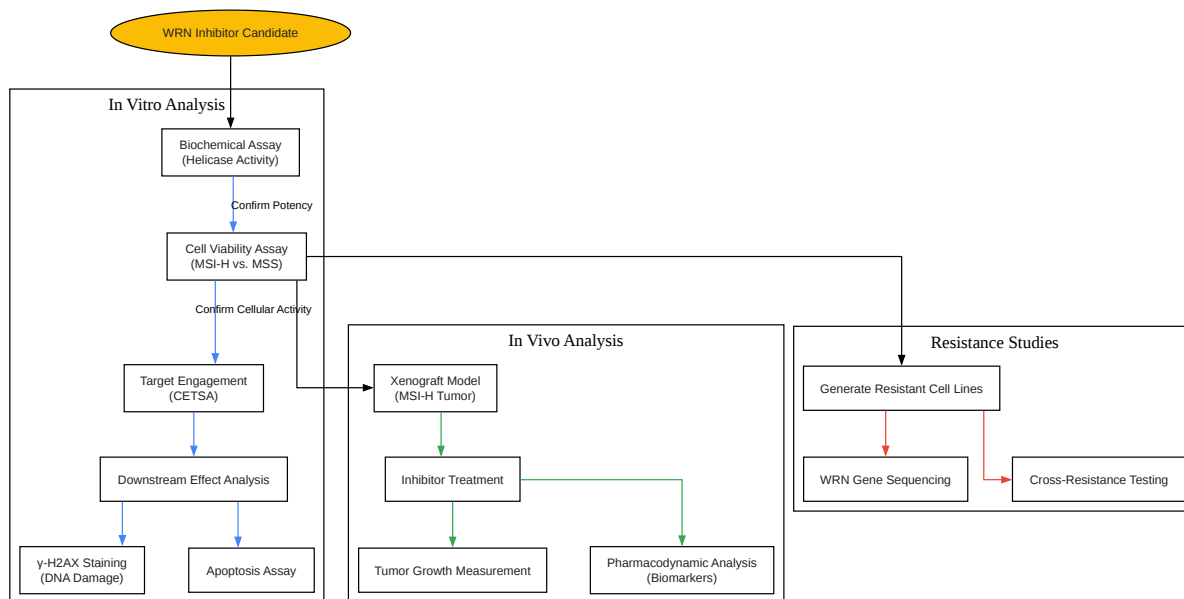 WRN Inhibitor Candidate
In Vitro Analysis
Biochemical Assay
(Helicase Activity)
Confirm Potency
Cell Viability Assay
(MSI-H vs. MSS)
Confirm Cellular Activity
Target Engagement
(CETSA)
Downstream Effect Analysis
γ-H2AX Staining
(DNA Damage)
Apoptosis Assay
In Vivo Analysis
Xenograft Model
(MSI-H Tumor)
Inhibitor Treatment
Tumor Growth Measurement
Pharmacodynamic Analysis
(Biomarkers)
Resistance Studies
Generate Resistant Cell Lines
WRN Gene Sequencing
Cross-Resistance Testing